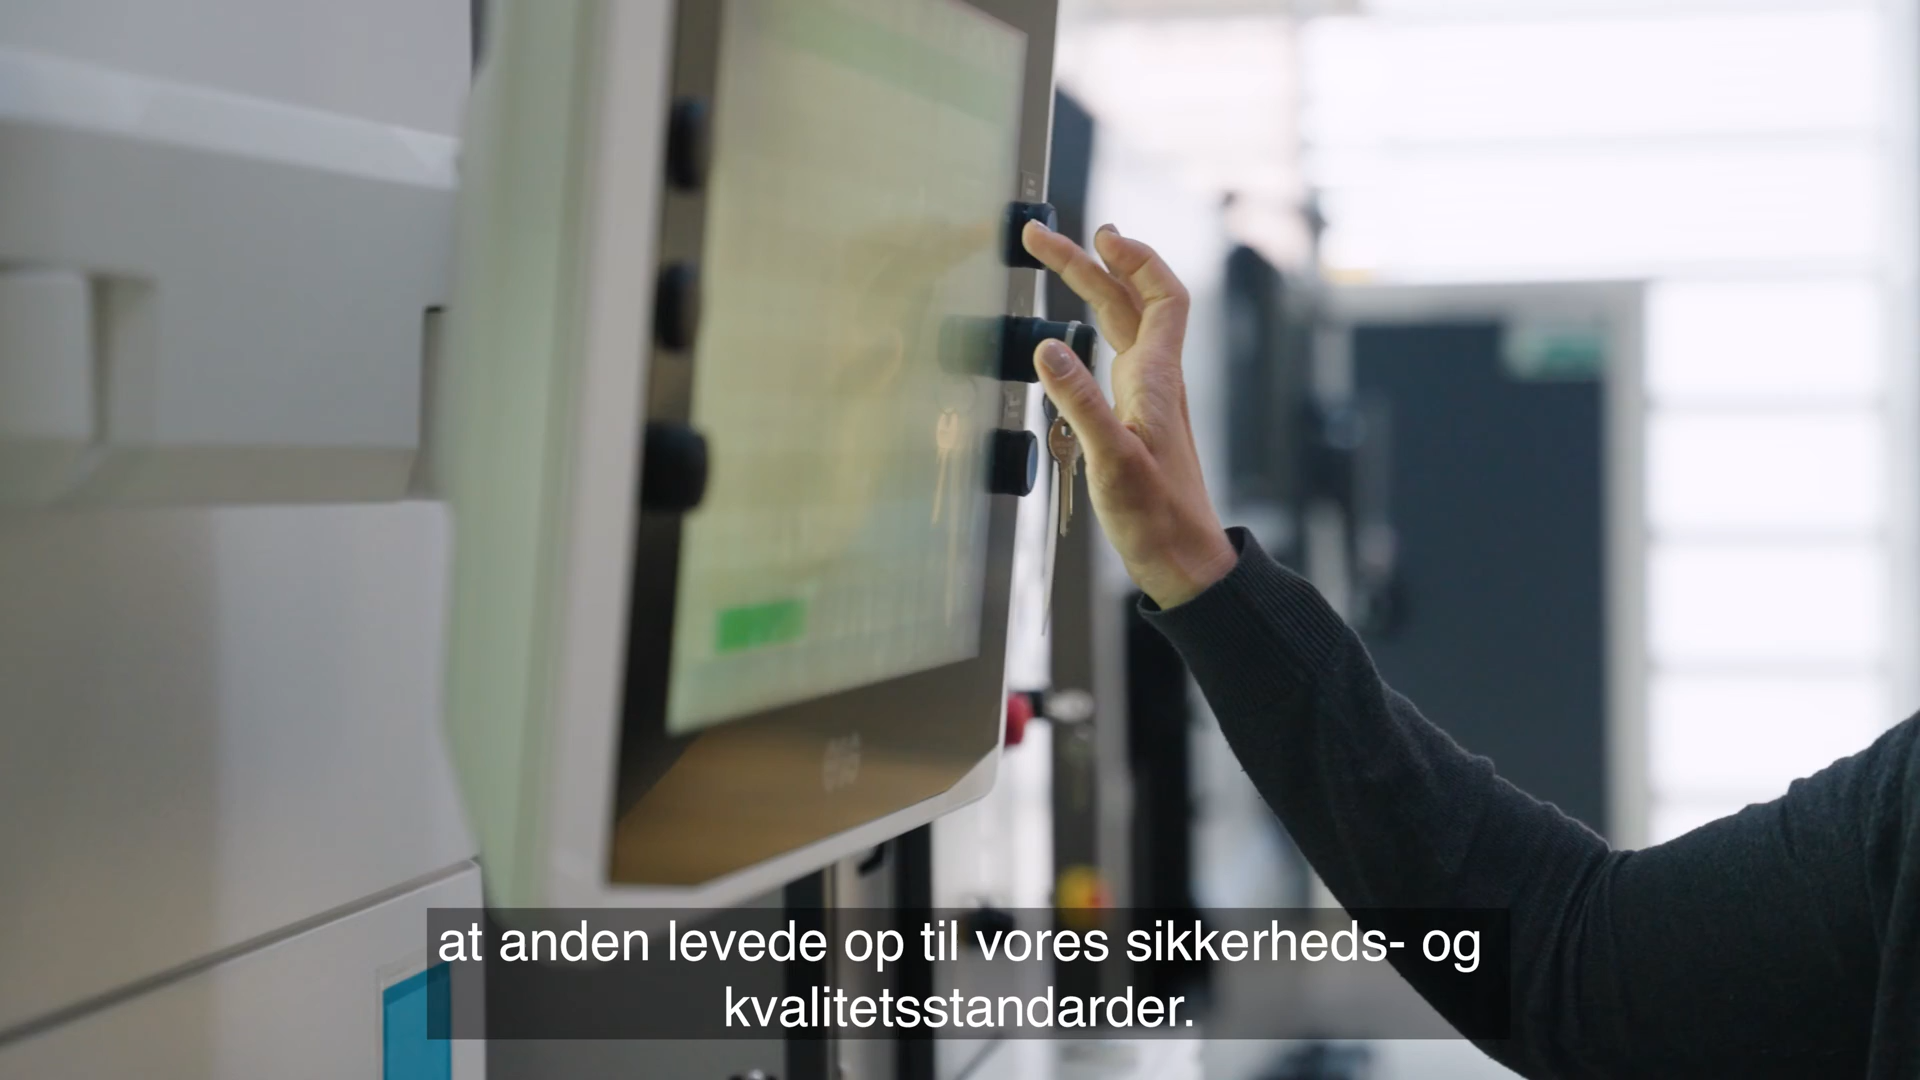 at anden levede op til vores sikkerheds- og
kvalitetsstandarder.